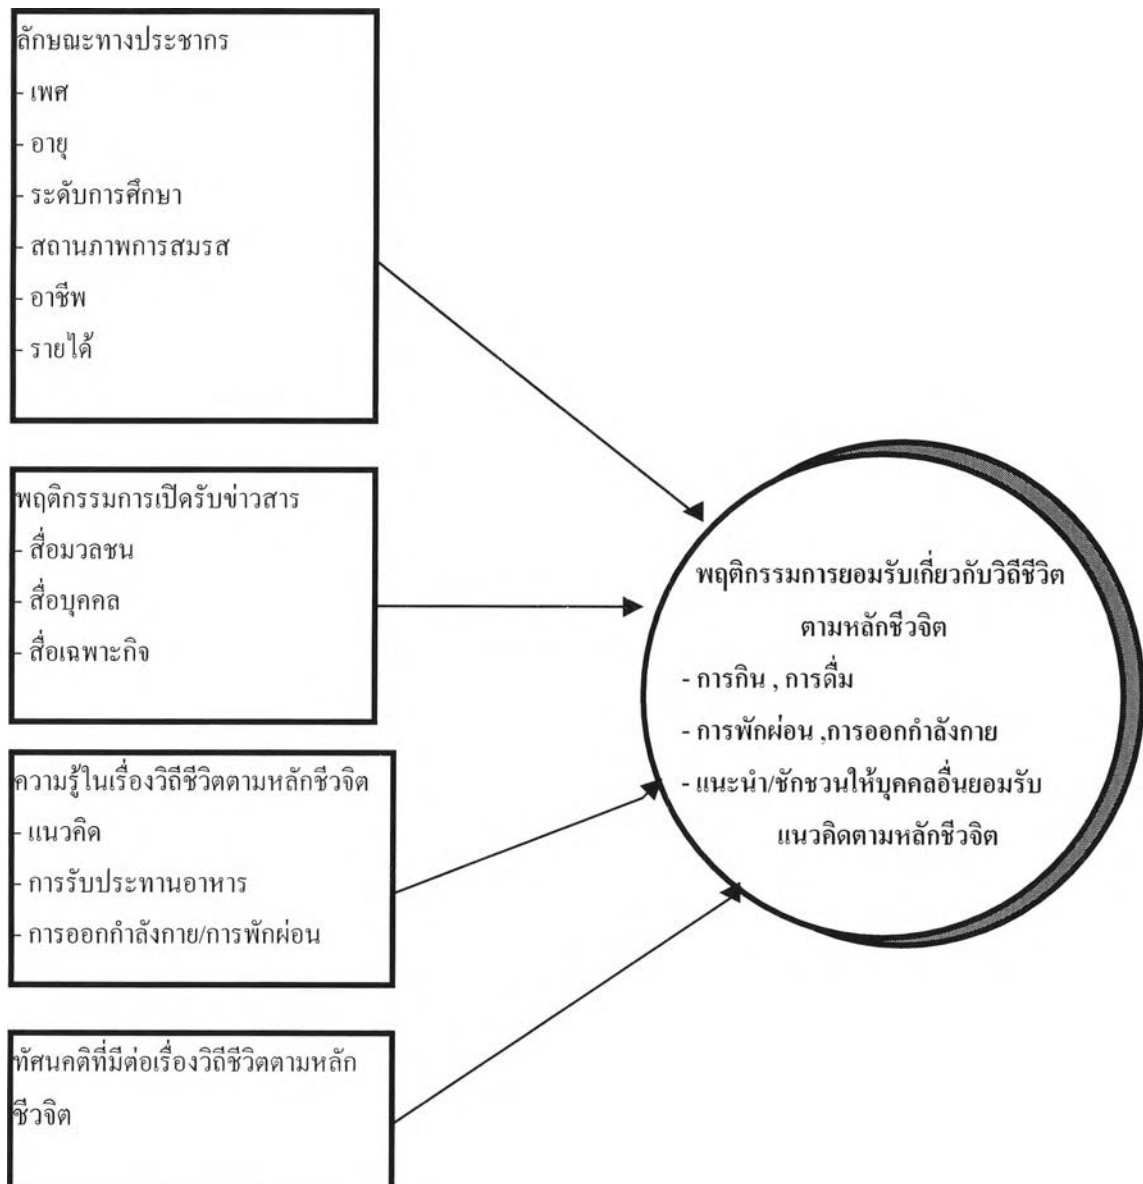 ลักษณะทางประชากร
- เพศ
- อายุ
- ระดับการศึกษา
- สถานภาพการสมรส
- อาชีพ
- รายได้
พฤติกรรมการเปิดรับข่าวสาร
- สื่อมวลชน
- สื่อบุคคล
- สื่อเฉพาะกิจ
ความรู้ในเรื่องวิถีชีวิตตามหลักชีวจิต
- แนวคิด
- การรับประทานอาหาร
- การออกกำลังกาย/การพักผ่อน
ทัศนคติที่มีต่อเรื่องวิถีชีวิตตามหลัก
ชีวจิต
พฤติกรรมการยอมรับเกี่ยวกับวิถีชีวิต
ตามหลักชีวจิต
- การกิน , การดื่ม
- การพักผ่อน ,การออกกำลังกาย
- แนะนำ/ชักชวนให้บุคคลอื่นยอมรับ
แนวคิดตามหลักชีวจิต